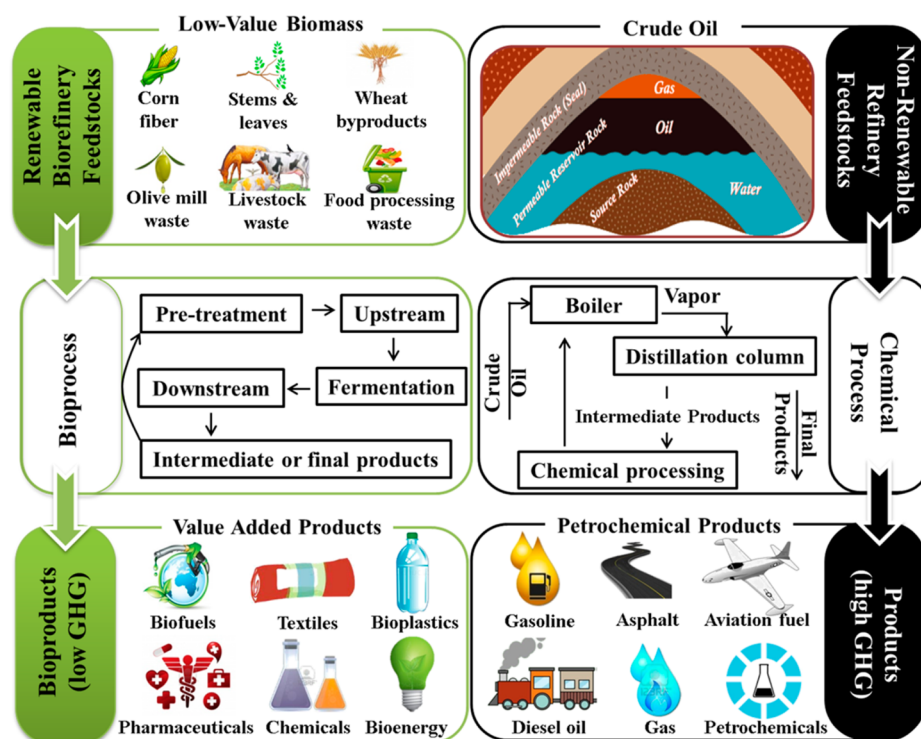 Low-Value Biomass
Crude Oil
Renewable
Biorefinery
Feedstocks
Corn
fiber
Stems &
leaves
Wheat
byproducts
Olive mill
waste
Livestock
waste
Food processing
waste
Impermeable Rock (Seal)
Permeable Reservoir Rock
Source Rock
Gas
Oil
Water
Non-Renewable
Refinery
Feedstocks
Bioprocess
Pre-treatment
Upstream
Downstream
Fermentation
Intermediate or final products
Crude
Oil
Boiler
Vapor
Distillation column
Intermediate Products
Chemical processing
Final
Products
Chemical
Process
Bioproducts
(low GHG)
Value Added Products
Biofuels
Textiles
Bioplastics
Pharmaceuticals
Chemicals
Bioenergy
Petrochemical Products
Gasoline
Asphalt
Aviation fuel
Diesel oil
Gas
Petrochemicals
Products
(high GHG)